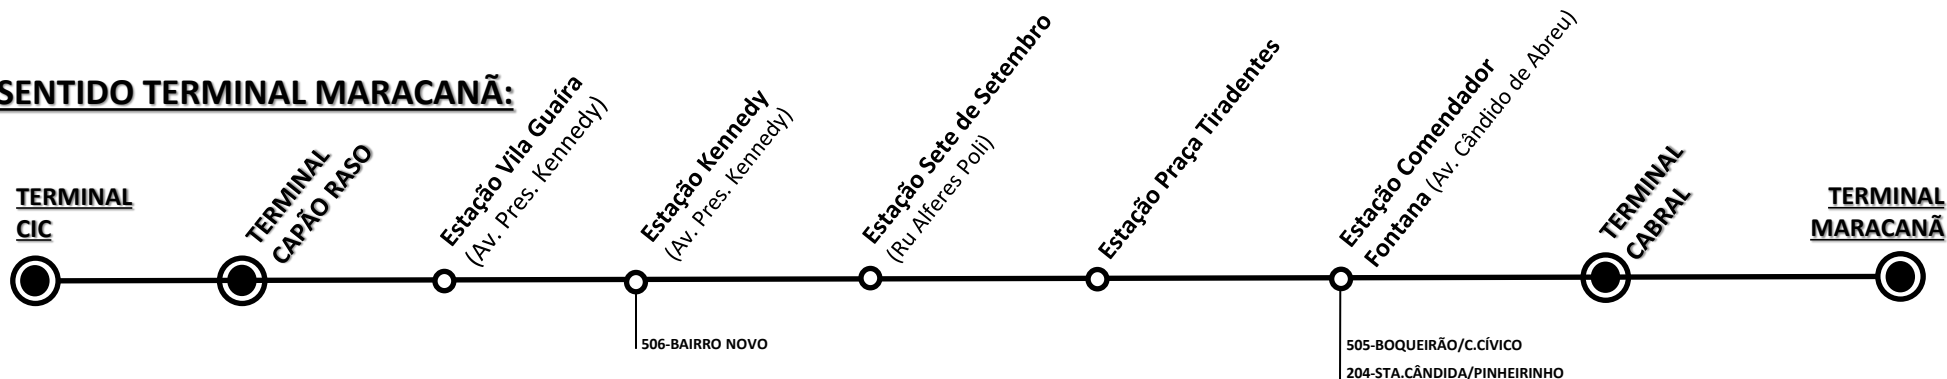 SENTIDO TERMINAL MARACANÃ:
TERMINAL
CIC
TERMINAL
CAPÃO RASO
Estação Vila Guaíra
(Av. Pres. Kennedy)
Estação Kennedy
(Av. Pres. Kennedy)
Estação Sete de Setembro
(Ru Alferes Poli)
Estação Praça Tiradentes
Estação Comendador
Fontana (Av. Cândido de Abreu)
TERMINAL
CABRAL
TERMINAL
MARACANÃ
506-BAIRRO NOVO
505-BOQUEIRÃO/C.CÍVICO
204-STA.CÂNDIDA/PINHEIRINHO